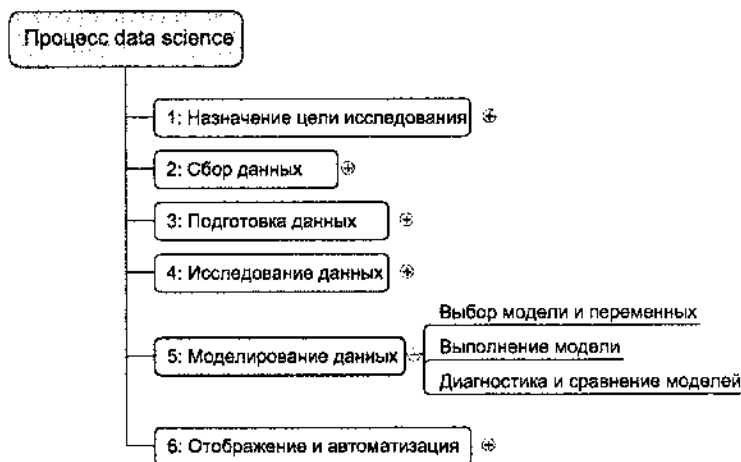 Процесс data science
1: Назначение цели исследования
2: Сбор данных
3: Подготовка данных
4: Исследование данных
Выбор модели и переменных
5: Моделирование данных
Выполнение модели
Диагностика и сравнение моделей
6: Отображение и автоматизация